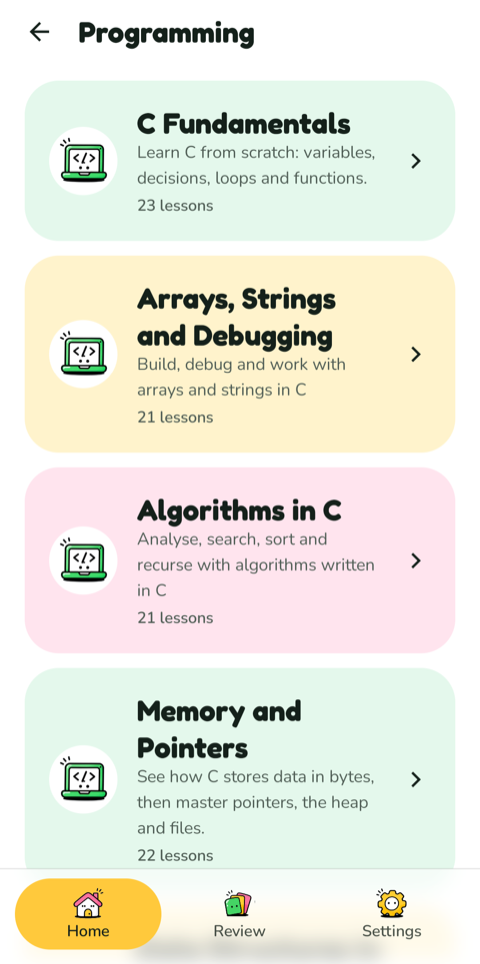 Programming
C Fundamentals
Learn C from scratch: variables,
decisions, loops and functions.
23 lessons
Arrays, Strings
and Debugging
Build, debug and work with
arrays and strings in C
21 lessons
Algorithms in C
Analyse, search, sort and
recurse with algorithms written
in C
21 lessons
Memory and
Pointers
See how C stores data in bytes,
then master pointers, the heap
and files.
22 lessons
Home
Review
Settings